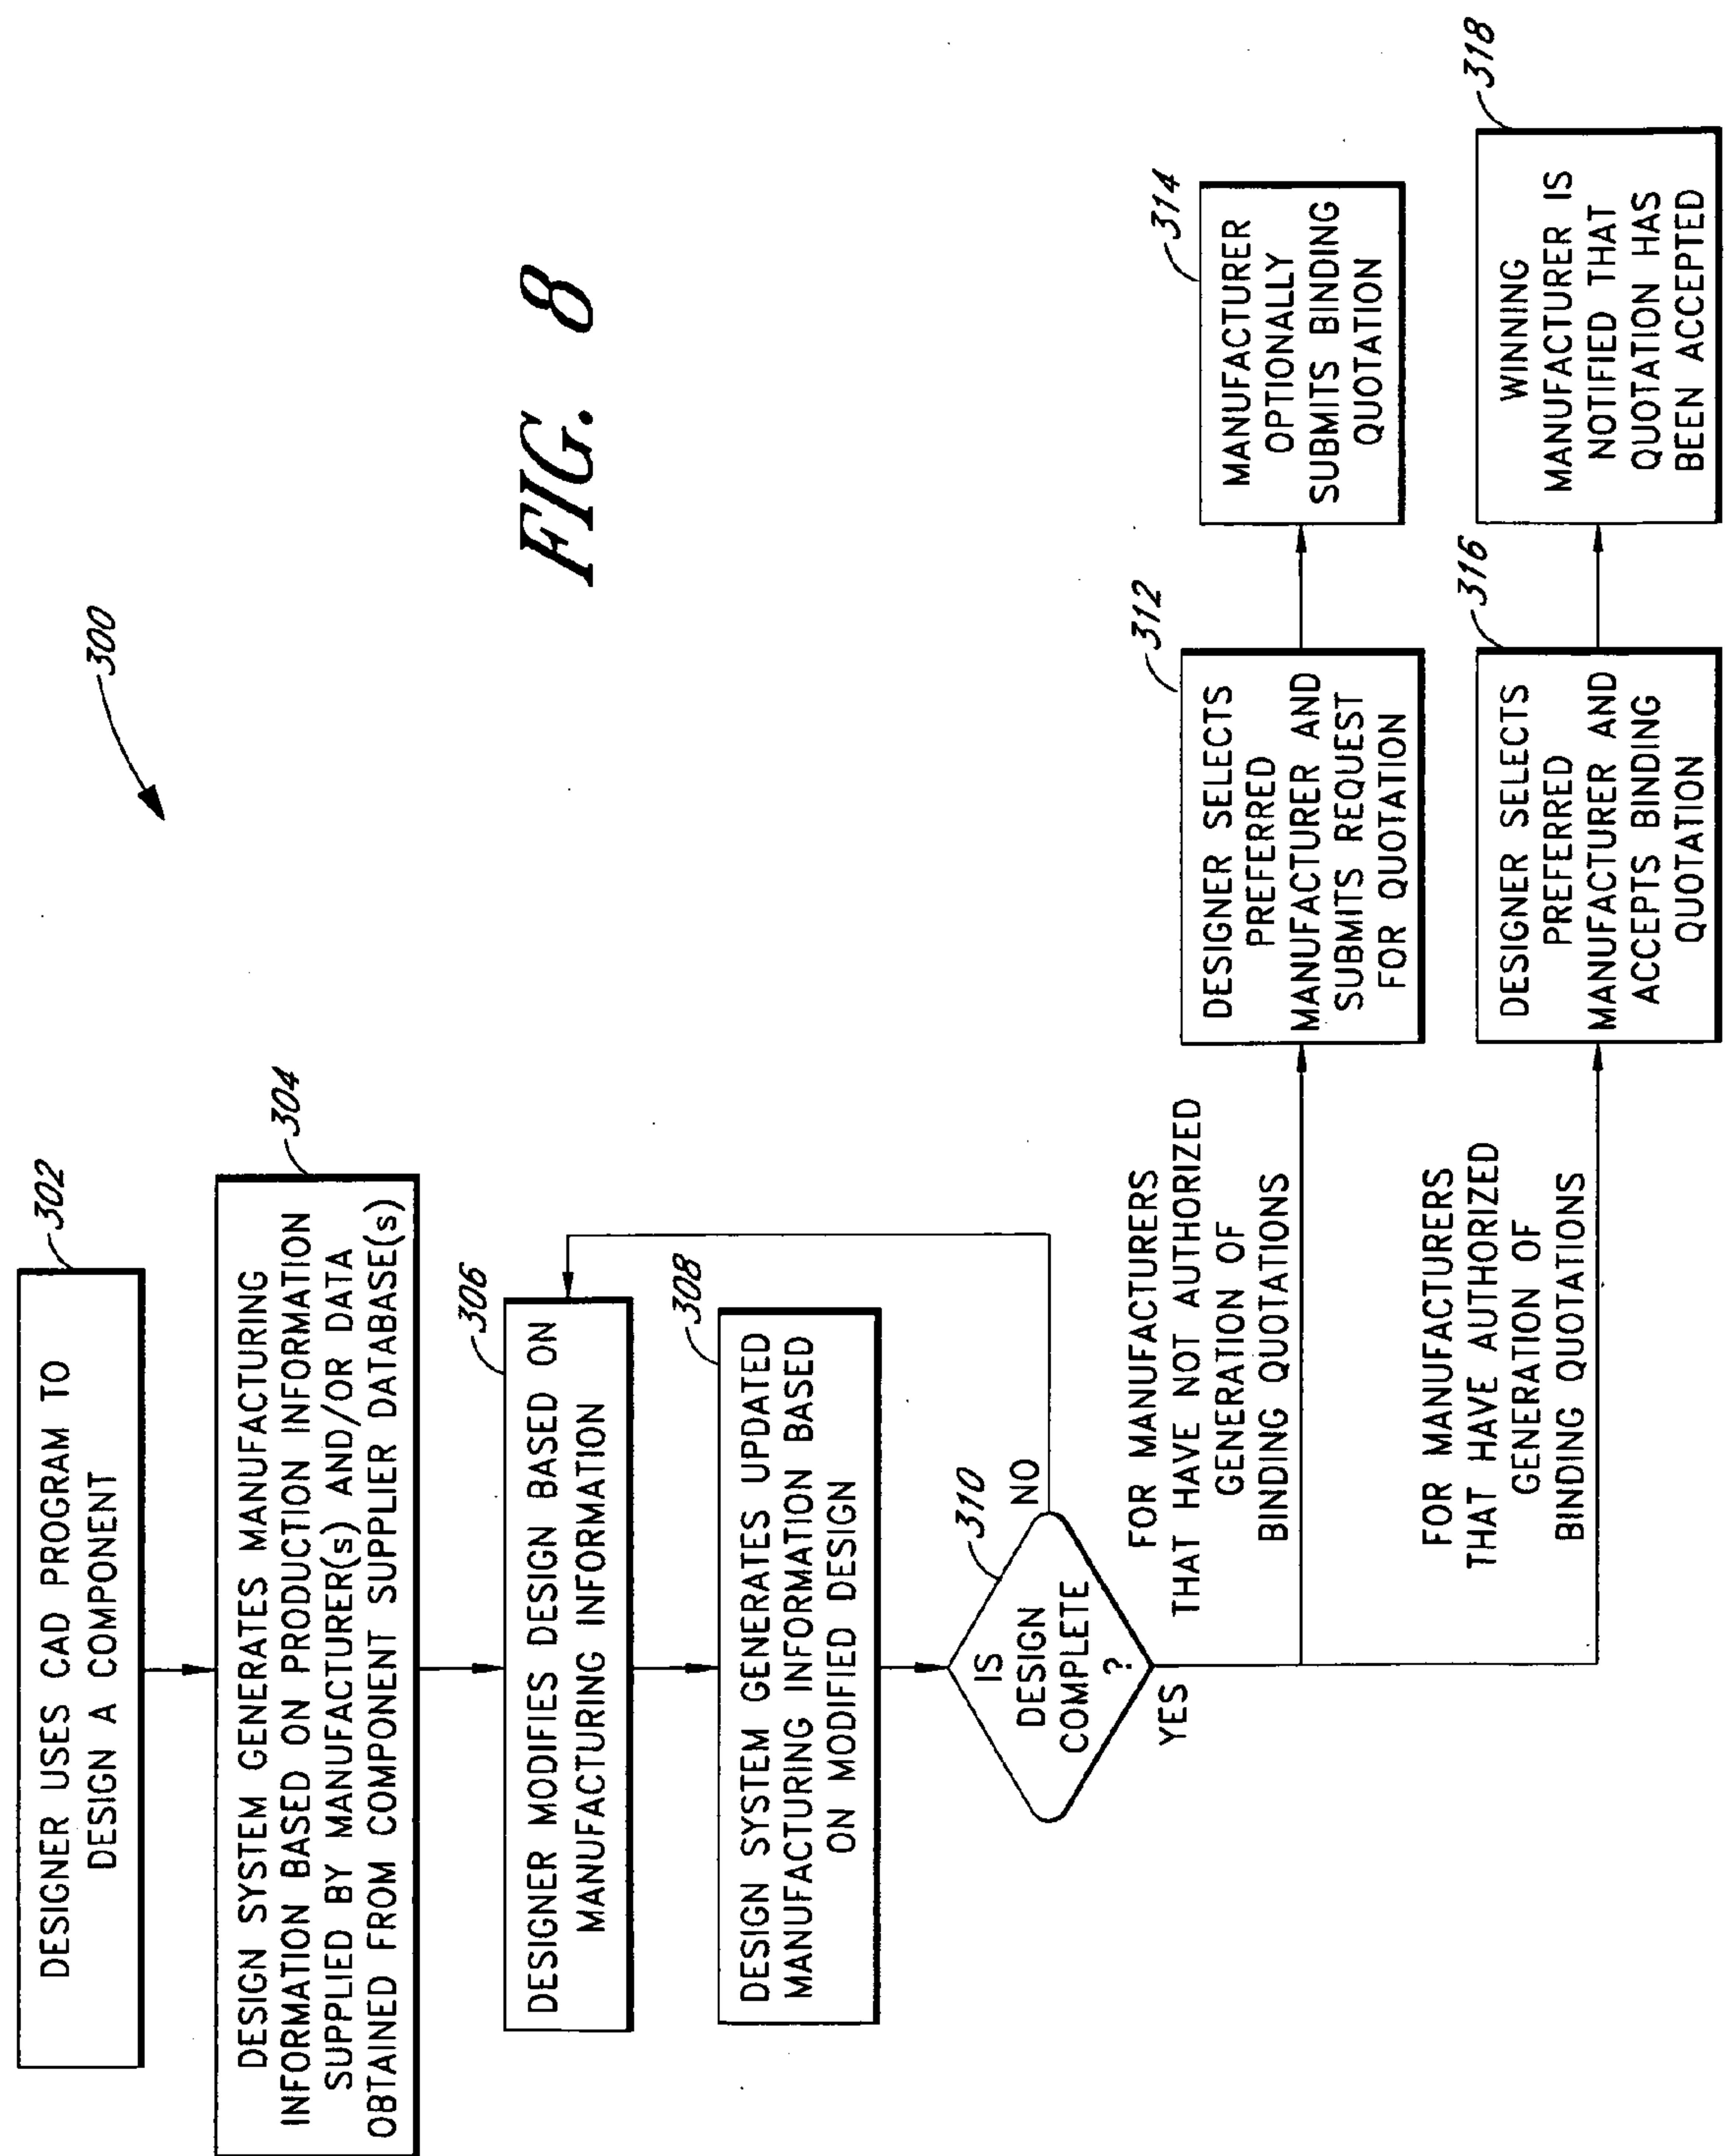 300
302
DESIGNER USES CAD PROGRAM TO
DESIGN A COMPONENT
304
DESIGN SYSTEM GENERATES MANUFACTURING
INFORMATION BASED ON PRODUCTION INFORMATION
SUPPLIED BY MANUFACTURER(s) AND/OR DATA
OBTAINED FROM COMPONENT SUPPLIER DATABASE(s)
306
DESIGNER MODIFIES DESIGN BASED ON
MANUFACTURING INFORMATION
308
DESIGN SYSTEM GENERATES UPDATED
MANUFACTURING INFORMATION BASED
ON MODIFIED DESIGN
310
IS
DESIGN
COMPLETE
?
NO
YES
FOR MANUFACTURERS
THAT HAVE NOT AUTHORIZED
GENERATION OF
BINDING QUOTATIONS
312
DESIGNER SELECTS
PREFERRED
MANUFACTURER AND
SUBMITS REQUEST
FOR QUOTATION
314
MANUFACTURER
OPTIONALLY
SUBMITS BINDING
QUOTATION
FOR MANUFACTURERS
THAT HAVE AUTHORIZED
GENERATION OF
BINDING QUOTATIONS
316
DESIGNER SELECTS
PREFERRED
MANUFACTURER AND
ACCEPTS BINDING
QUOTATION
318
WINNING
MANUFACTURER IS
NOTIFIED THAT
QUOTATION HAS
BEEN ACCEPTED
FIG. 8